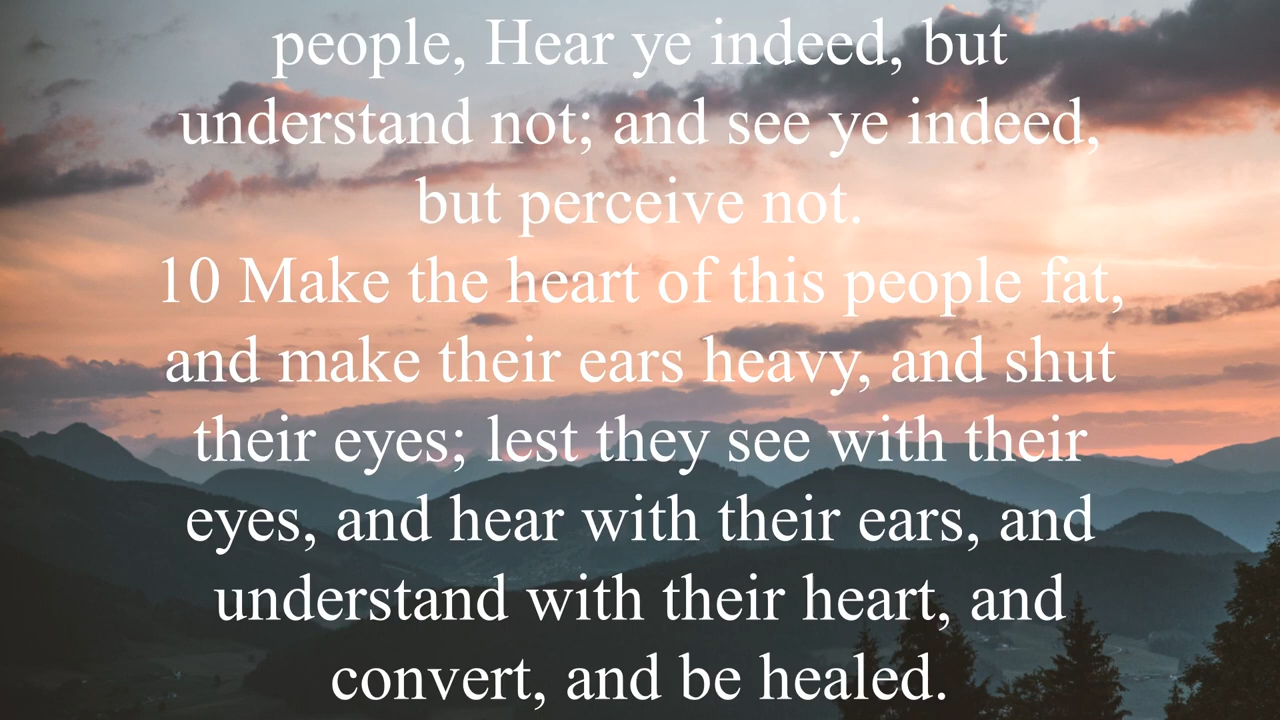 people, Hear ye indeed, but
understand not; and see ye indeed,
but perceive not.
10 Make the heart of this people fat,
and make their ears heavy, and shut
their eyes; lest they see with their
eyes, and hear with their ears, and
understand with their heart, and
convert, and be healed.